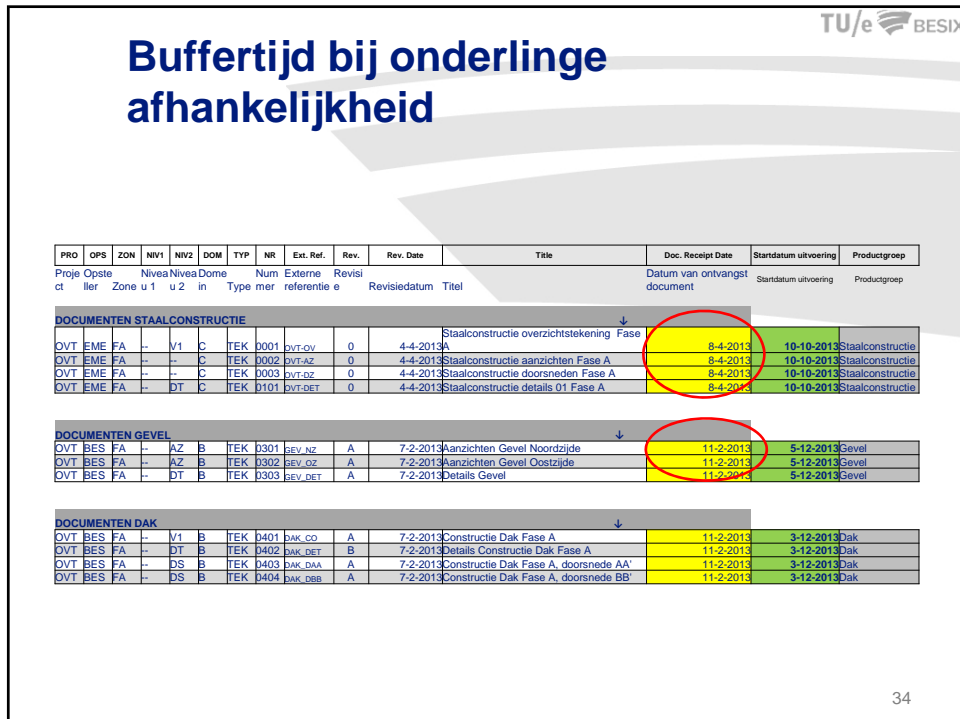 TU/e BESIX
Buffertijd bij onderlinge
afhankelijkheid
PRO OPS ZON NIV1 NIV2 DOM TYP NR Ext. Ref. Rev. Rev. Date Title Doc. Receipt Date Startdatum uitvoering Productgroep
Proje Opste Nivea Nivea Dome Num Externe Revisi Datum van ontvangst
ct ller Zone u 1 u 2 in Type mer referentie e Revisiedatum Titel document Startdatum uitvoering Productgroep
DOCUMENTEN STAALCONSTRUCTIE ↓
Staalconstructie overzichtstekening Fase
OVT EME FA -- V1 C TEK 0001 OVT-OV 0 4-4-2013 A 8-4-2013 10-10-2013 Staalconstructie
OVT EME FA -- -- C TEK 0002 OVT-AZ 0 4-4-2013 Staalconstructie aanzichten Fase A 8-4-2013 10-10-2013 Staalconstructie
OVT EME FA -- -- C TEK 0003 OVT-DZ 0 4-4-2013 Staalconstructie doorsneden Fase A 8-4-2013 10-10-2013 Staalconstructie
OVT EME FA -- DT C TEK 0101 OVT-DET 0 4-4-2013 Staalconstructie details 01 Fase A 8-4-2013 10-10-2013 Staalconstructie
DOCUMENTEN GEVEL ↓
OVT BES FA -- AZ B TEK 0301 GEV_NZ A 7-2-2013 Aanzichten Gevel Noordzijde 11-2-2013 5-12-2013 Gevel
OVT BES FA -- AZ B TEK 0302 GEV_OZ A 7-2-2013 Aanzichten Gevel Oostzijde 11-2-2013 5-12-2013 Gevel
OVT BES FA -- DT B TEK 0303 GEV_DET A 7-2-2013 Details Gevel 11-2-2013 5-12-2013 Gevel
DOCUMENTEN DAK ↓
OVT BES FA -- V1 B TEK 0401 DAK_CO A 7-2-2013 Constructie Dak Fase A 11-2-2013 3-12-2013 Dak
OVT BES FA -- DT B TEK 0402 DAK_DET B 7-2-2013 Details Constructie Dak Fase A 11-2-2013 3-12-2013 Dak
OVT BES FA -- DS B TEK 0403 DAK_DAA A 7-2-2013 Constructie Dak Fase A, doorsnede AA' 11-2-2013 3-12-2013 Dak
OVT BES FA -- DS B TEK 0404 DAK_DBB A 7-2-2013 Constructie Dak Fase A, doorsnede BB' 11-2-2013 3-12-2013 Dak
34